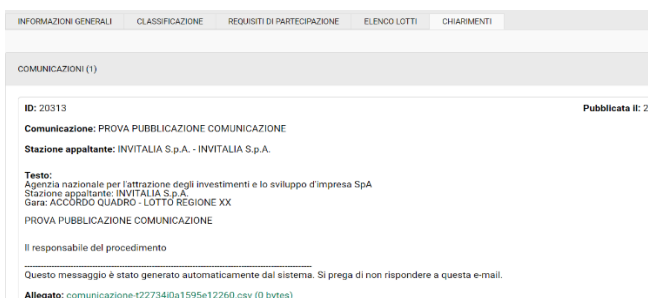 INFORMAZIONI GENERALI CLASSIFICAZIONE REQUISITI DI PARTECIPAZIONE ELENCO LOTTI CHIARIMENTI
COMUNICAZIONI (1)
ID: 20313 Pubblicata il: 2
Comunicazione: PROVA PUBBLICAZIONE COMUNICAZIONE
Stazione appaltante: INVITALIA S.p.A. - INVITALIA S.p.A.
Testo:
Agenzia nazionale per l'attrazione degli investimenti e lo sviluppo d'impresa SpA
Stazione appaltante: INVITALIA S.p.A.
Gara: ACCORDO QUADRO - LOTTO REGIONE XX
PROVA PUBBLICAZIONE COMUNICAZIONE
Il responsabile del procedimento
Questo messaggio è stato generato automaticamente dal sistema. Si prega di non rispondere a questa e-mail.
Allegato: comunicazione-t22734j0a1595e12260.csv (0 bytes)